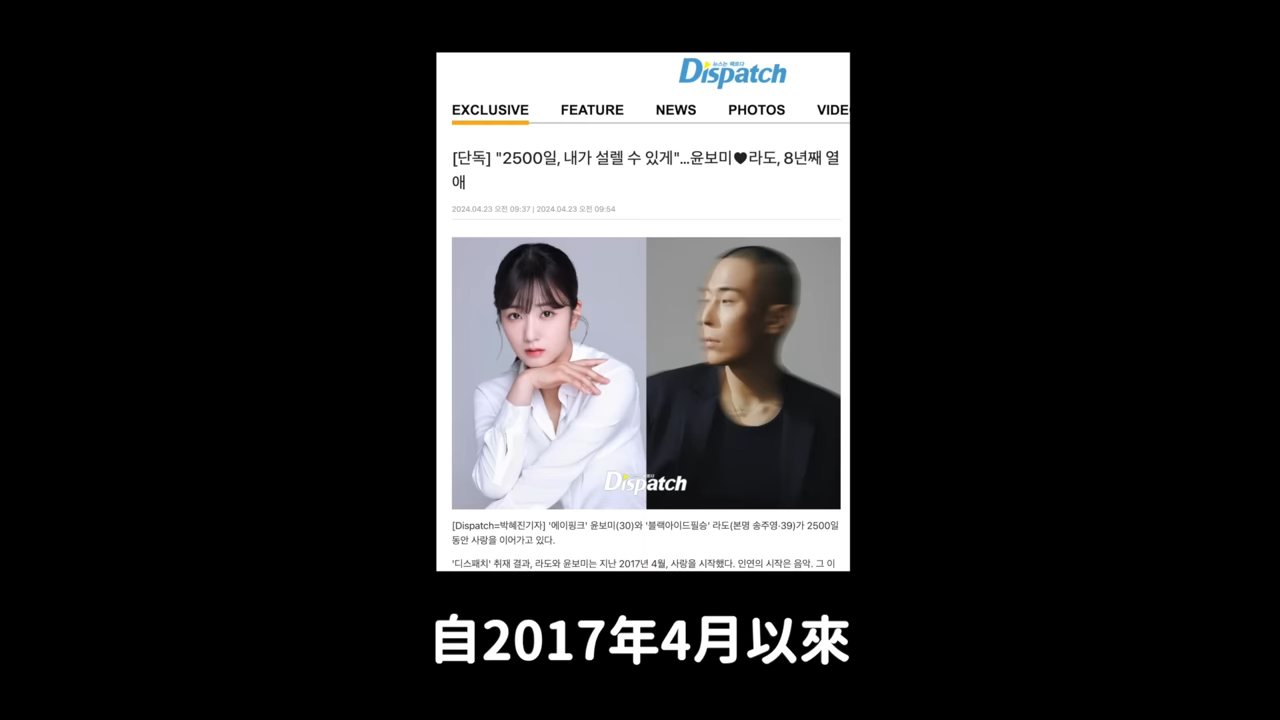 뉴스는 팩트다
Dispatch
EXCLUSIVE FEATURE NEWS PHOTOS VIDE
[단독] "2500일, 내가 설렐 수 있게"...윤보미♥라도, 8년째 열
애
2024.04.23 오전 09:37 | 2024.04.23 오전 09:54
Dispatch
[Dispatch=박혜진기자] '에이핑크' 윤보미(30)와 '블랙아이드필승' 라도(본명 송주영·39)가 2500일
동안 사랑을 이어가고 있다.
'디스패치' 취재 결과, 라도와 윤보미는 지난 2017년 4월, 사랑을 시작했다. 인연의 시작은 음악. 그 이
自2017年4月以來